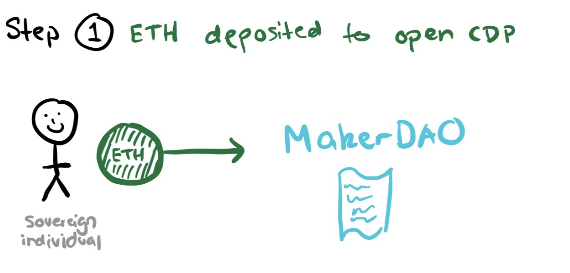 Step 1 ETH deposited to open CDP
ETH
MakerDAO
sovereign
individual